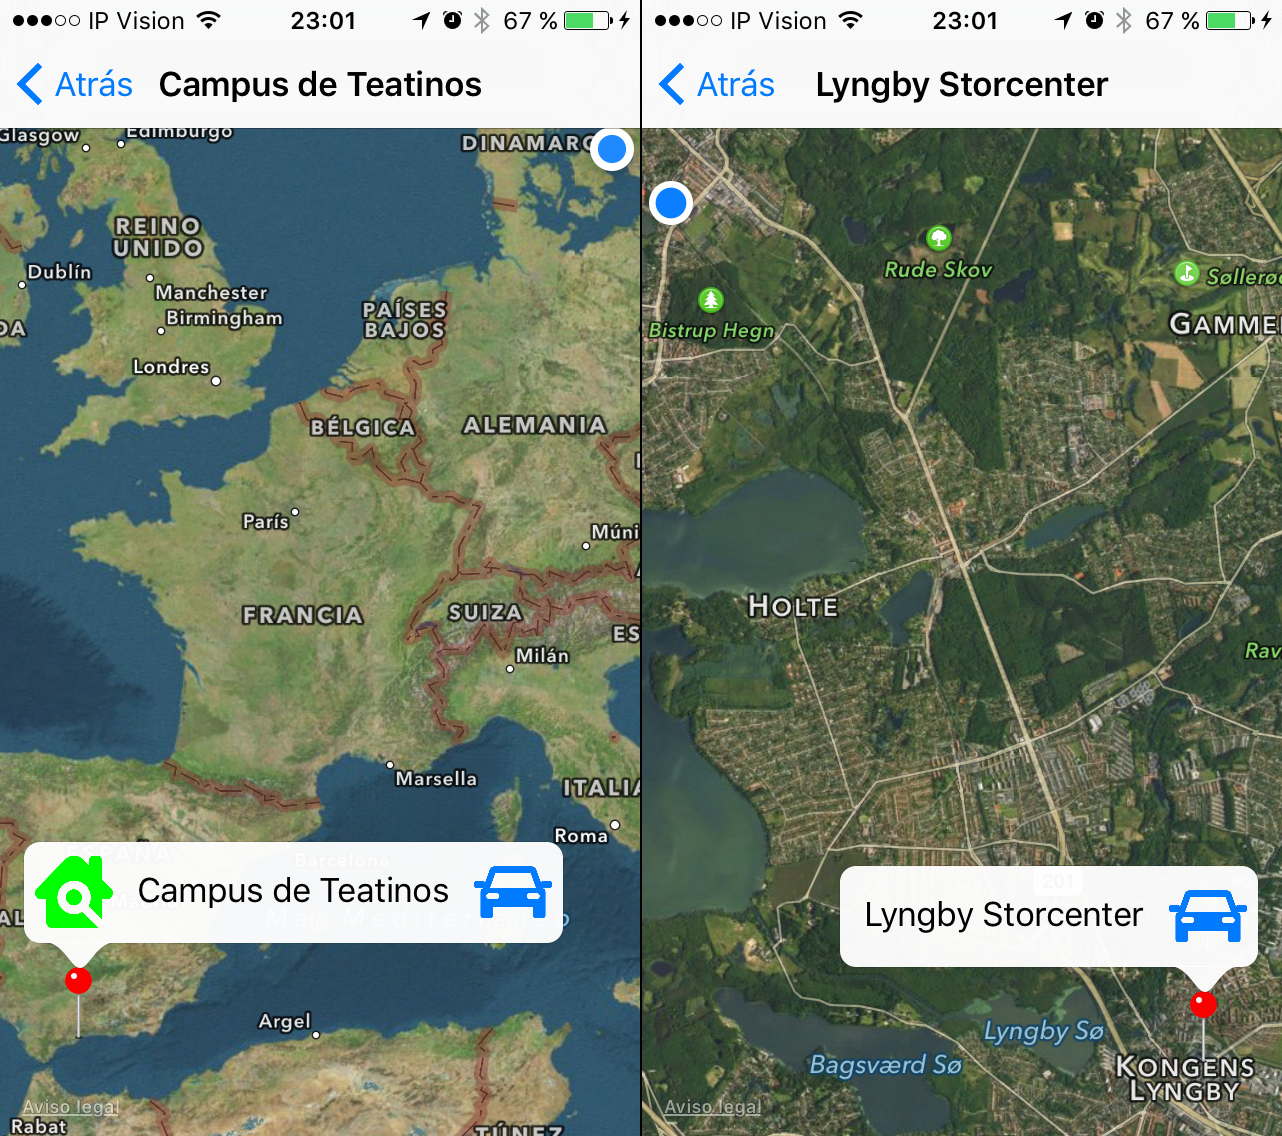 IP Vision 23:01 67 %
Atrás Campus de Teatinos
Glasgow
Edimburgo
DINAMARC
REINO
UNIDO
Dublín
Manchester
Birmingham
PAÍSES
BAJOS
DA
Londres
BÉLGICA
ALEMANIA
París
Múni
FRANCIA
SUIZA
ES
Milán
Marsella
ITALIA
Roma
ESPAÑA
Barcelona
Campus de Teatinos
Argel
Aviso legal
Rabat
TÚNEZ
IP Vision 23:01 67 %
Atrás Lyngby Storcenter
Rude Skov
Søllerø
Bistrup Hegn
GAMME
HOLTE
Rav
201
Lyngby Storcenter
Lyngby Sø
Bagsværd Sø
KONGENS
LYNGBY
Aviso legal